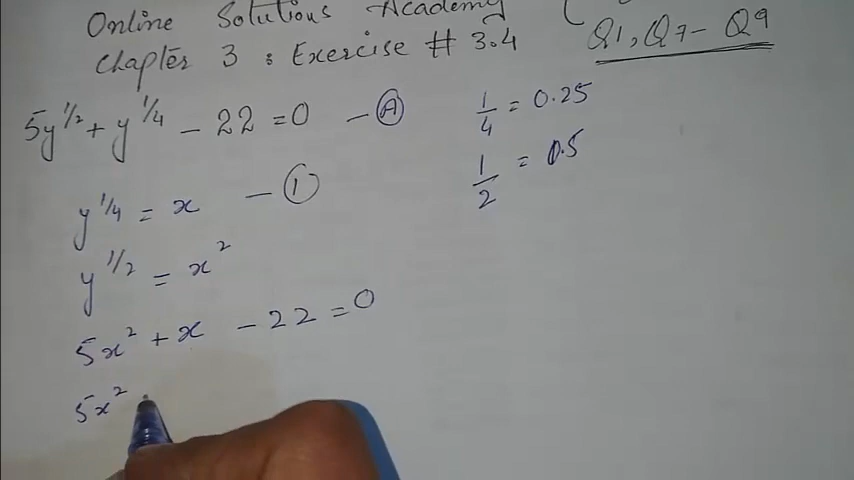 Online Solutions Academy
Chapter 3 : Exercise # 3.4
Q1, Q7 - Q9
5y^1/2 + y^1/4 - 22 = 0 - (A)
1/4 = 0.25
1/2 = 0.5
y^1/4 = x - (1)
y^1/2 = x^2
5x^2 + x - 22 = 0
5x^2